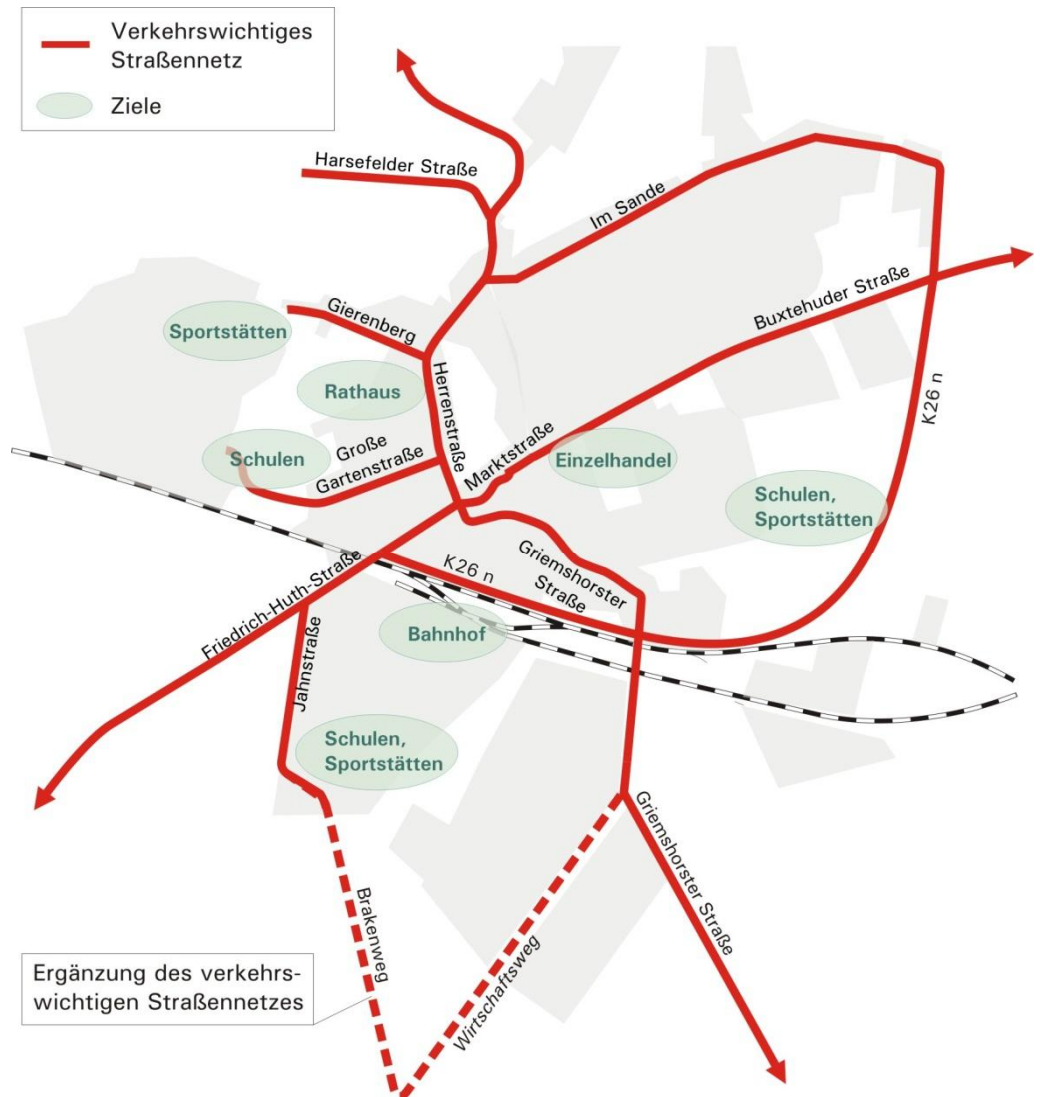 Verkehrswichtiges
Straßennetz
Ziele
Harsefelder Straße
Im Sande
Buxtehuder Straße
Gierenberg
Sportstätten
Rathaus
Herrenstraße
K26 n
Schulen
Große
Gartenstraße
Marktstraße
Einzelhandel
Schulen,
Sportstätten
Griemshorster
Straße
K26 n
Friedrich-Huth-Straße
Bahnhof
Jahnstraße
Schulen,
Sportstätten
Griemshorster Straße
Brakenweg
Wirtschaftsweg
Ergänzung des verkehrs-
wichtigen Straßennetzes